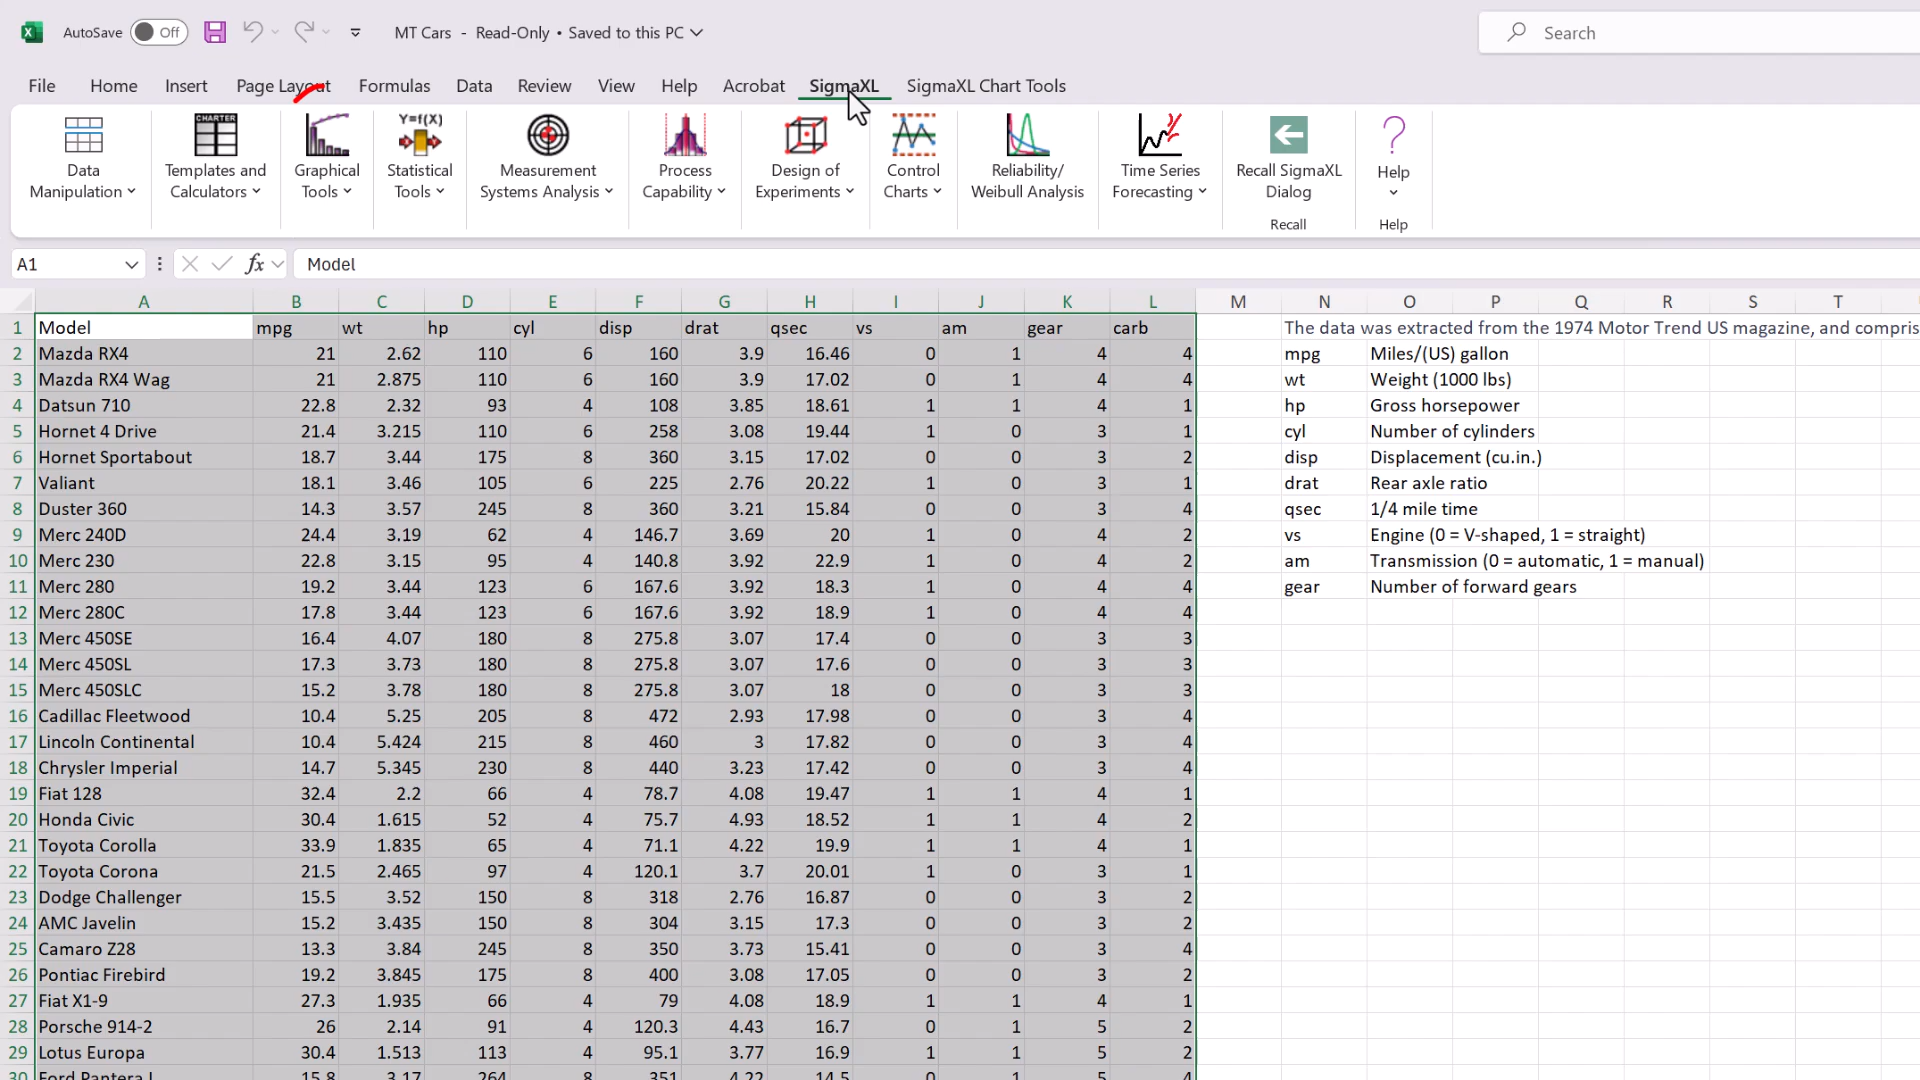 AutoSave Off MT Cars - Read-Only • Saved to this PC Search
File Home Insert Page Layout Formulas Data Review View Help Acrobat SigmaXL SigmaXL Chart Tools
CHARTER Y=f(X)
Data Templates and Graphical Statistical Measurement Process Design of Control Reliability/ Time Series Recall SigmaXL Help
Manipulation Calculators Tools Tools Systems Analysis Capability Experiments Charts Weibull Analysis Forecasting Dialog
Recall Help
A1 fx Model
A B C D E F G H I J K L M N O P Q R S T
1 Model mpg wt hp cyl disp drat qsec vs am gear carb The data was extracted from the 1974 Motor Trend US magazine, and compris
2 Mazda RX4 21 2.62 110 6 160 3.9 16.46 0 1 4 4 mpg Miles/(US) gallon
3 Mazda RX4 Wag 21 2.875 110 6 160 3.9 17.02 0 1 4 4 wt Weight (1000 lbs)
4 Datsun 710 22.8 2.32 93 4 108 3.85 18.61 1 1 4 1 hp Gross horsepower
5 Hornet 4 Drive 21.4 3.215 110 6 258 3.08 19.44 1 0 3 1 cyl Number of cylinders
6 Hornet Sportabout 18.7 3.44 175 8 360 3.15 17.02 0 0 3 2 disp Displacement (cu.in.)
7 Valiant 18.1 3.46 105 6 225 2.76 20.22 1 0 3 1 drat Rear axle ratio
8 Duster 360 14.3 3.57 245 8 360 3.21 15.84 0 0 3 4 qsec 1/4 mile time
9 Merc 240D 24.4 3.19 62 4 146.7 3.69 20 1 0 4 2 vs Engine (0 = V-shaped, 1 = straight)
10 Merc 230 22.8 3.15 95 4 140.8 3.92 22.9 1 0 4 2 am Transmission (0 = automatic, 1 = manual)
11 Merc 280 19.2 3.44 123 6 167.6 3.92 18.3 1 0 4 4 gear Number of forward gears
12 Merc 280C 17.8 3.44 123 6 167.6 3.92 18.9 1 0 4 4
13 Merc 450SE 16.4 4.07 180 8 275.8 3.07 17.4 0 0 3 3
14 Merc 450SL 17.3 3.73 180 8 275.8 3.07 17.6 0 0 3 3
15 Merc 450SLC 15.2 3.78 180 8 275.8 3.07 18 0 0 3 3
16 Cadillac Fleetwood 10.4 5.25 205 8 472 2.93 17.98 0 0 3 4
17 Lincoln Continental 10.4 5.424 215 8 460 3 17.82 0 0 3 4
18 Chrysler Imperial 14.7 5.345 230 8 440 3.23 17.42 0 0 3 4
19 Fiat 128 32.4 2.2 66 4 78.7 4.08 19.47 1 1 4 1
20 Honda Civic 30.4 1.615 52 4 75.7 4.93 18.52 1 1 4 2
21 Toyota Corolla 33.9 1.835 65 4 71.1 4.22 19.9 1 1 4 1
22 Toyota Corona 21.5 2.465 97 4 120.1 3.7 20.01 1 0 3 1
23 Dodge Challenger 15.5 3.52 150 8 318 2.76 16.87 0 0 3 2
24 AMC Javelin 15.2 3.435 150 8 304 3.15 17.3 0 0 3 2
25 Camaro Z28 13.3 3.84 245 8 350 3.73 15.41 0 0 3 4
26 Pontiac Firebird 19.2 3.845 175 8 400 3.08 17.05 0 0 3 2
27 Fiat X1-9 27.3 1.935 66 4 79 4.08 18.9 1 1 4 1
28 Porsche 914-2 26 2.14 91 4 120.3 4.43 16.7 0 1 5 2
29 Lotus Europa 30.4 1.513 113 4 95.1 3.77 16.9 1 1 5 2
30 Ford Pantera L 15.8 3.17 264 8 351 4.22 14.5 0 1 5 4